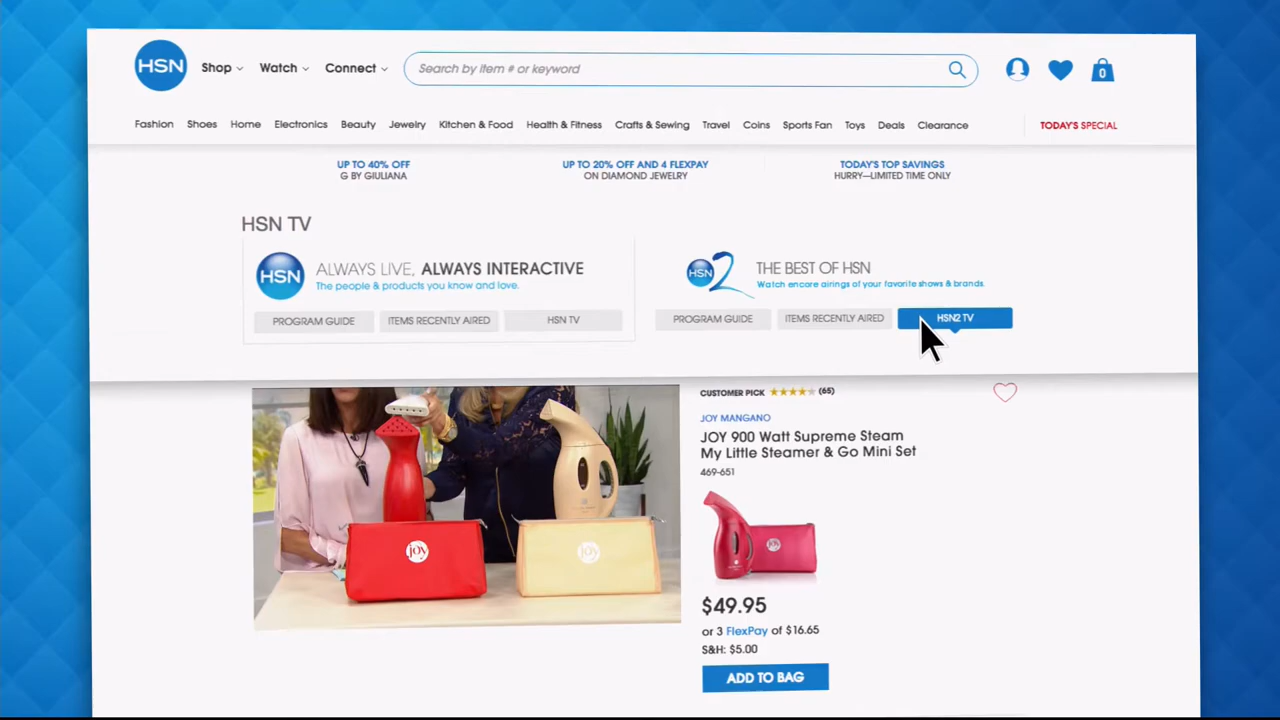 HSN
Shop
Watch
Connect
Search by item # or keyword
0
Fashion Shoes Home Electronics Beauty Jewelry Kitchen & Food Health & Fitness Crafts & Sewing Travel Coins Sports Fan Toys Deals Clearance TODAY'S SPECIAL
UP TO 40% OFF
G BY GIULIANA
UP TO 20% OFF AND 4 FLEXPAY
ON DIAMOND JEWELRY
TODAY'S TOP SAVINGS
HURRY—LIMITED TIME ONLY
HSN TV
HSN
ALWAYS LIVE, ALWAYS INTERACTIVE
The people & products you know and love.
PROGRAM GUIDE ITEMS RECENTLY AIRED HSN TV
HSN2
THE BEST OF HSN
Watch encore airings of your favorite shows & brands.
PROGRAM GUIDE ITEMS RECENTLY AIRED HSN2 TV
joy
joy
CUSTOMER PICK (65)
JOY MANGANO
JOY 900 Watt Supreme Steam
My Little Steamer & Go Mini Set
469-651
joy
$49.95
or 3 FlexPay of $16.65
S&H: $5.00
ADD TO BAG